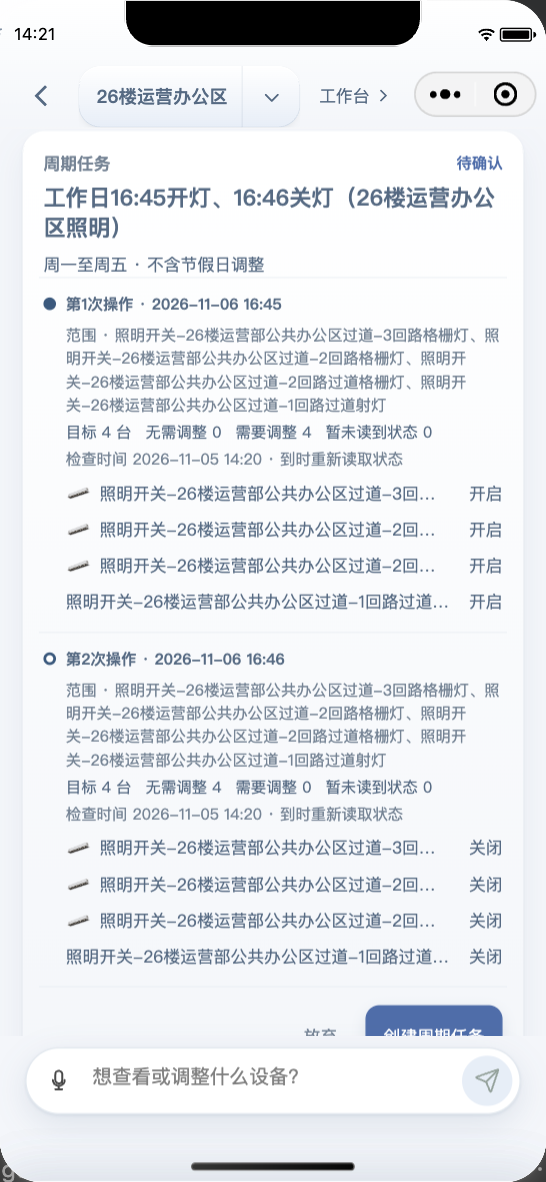 14:21
26楼运营办公区
工作台
周期任务
待确认
工作日16:45开灯、16:46关灯（26楼运营办公
区照明）
周一至周五 · 不含节假日调整
第1次操作 · 2026-11-06 16:45
范围 · 照明开关-26楼运营部公共办公区过道-3回路格栅灯、照
明开关-26楼运营部公共办公区过道-2回路格栅灯、照明开
关-26楼运营部公共办公区过道-2回路过道格栅灯、照明开
关-26楼运营部公共办公区过道-1回路过道射灯
目标 4 台 无需调整 0 需要调整 4 暂未读到状态 0
检查时间 2026-11-05 14:20 · 到时重新读取状态
照明开关-26楼运营部公共办公区过道-3回... 开启
照明开关-26楼运营部公共办公区过道-2回... 开启
照明开关-26楼运营部公共办公区过道-2回... 开启
照明开关-26楼运营部公共办公区过道-1回路过道... 开启
第2次操作 · 2026-11-06 16:46
范围 · 照明开关-26楼运营部公共办公区过道-3回路格栅灯、照
明开关-26楼运营部公共办公区过道-2回路格栅灯、照明开
关-26楼运营部公共办公区过道-2回路过道格栅灯、照明开
关-26楼运营部公共办公区过道-1回路过道射灯
目标 4 台 无需调整 4 需要调整 0 暂未读到状态 0
检查时间 2026-11-05 14:20 · 到时重新读取状态
照明开关-26楼运营部公共办公区过道-3回... 关闭
照明开关-26楼运营部公共办公区过道-2回... 关闭
照明开关-26楼运营部公共办公区过道-2回... 关闭
照明开关-26楼运营部公共办公区过道-1回路过道... 关闭
放弃
创建周期任务
想查看或调整什么设备?